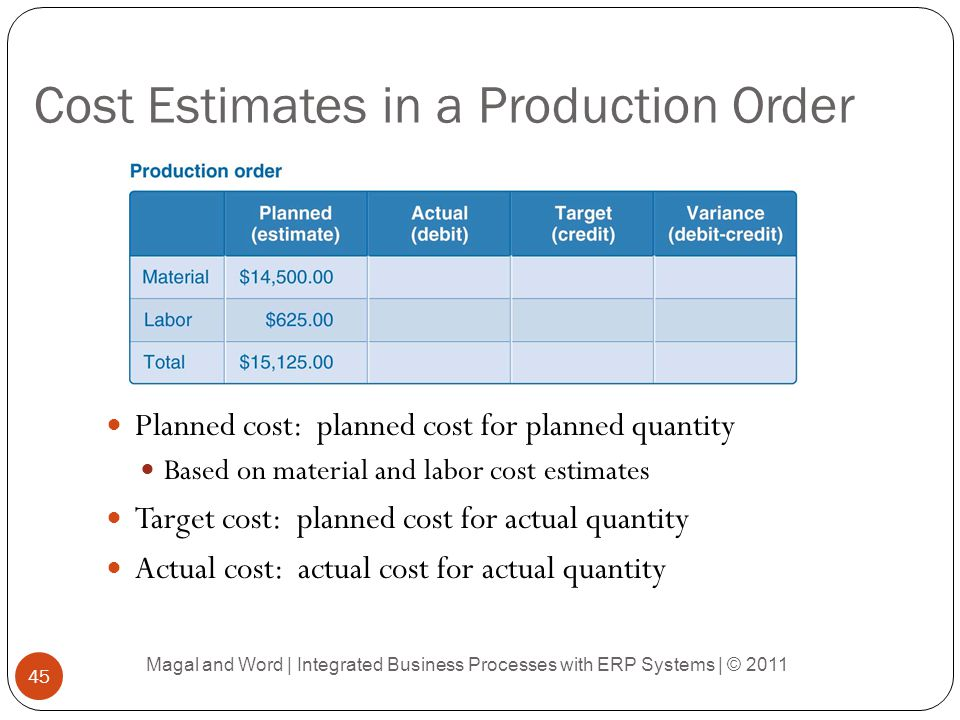 Cost Estimates in a Production Order
Production order
Planned (estimate) Actual (debit) Target (credit) Variance (debit-credit)
Material $14,500.00
Labor $625.00
Total $15,125.00
Planned cost: planned cost for planned quantity
Based on material and labor cost estimates
Target cost: planned cost for actual quantity
Actual cost: actual cost for actual quantity
Magal and Word | Integrated Business Processes with ERP Systems | © 2011
45